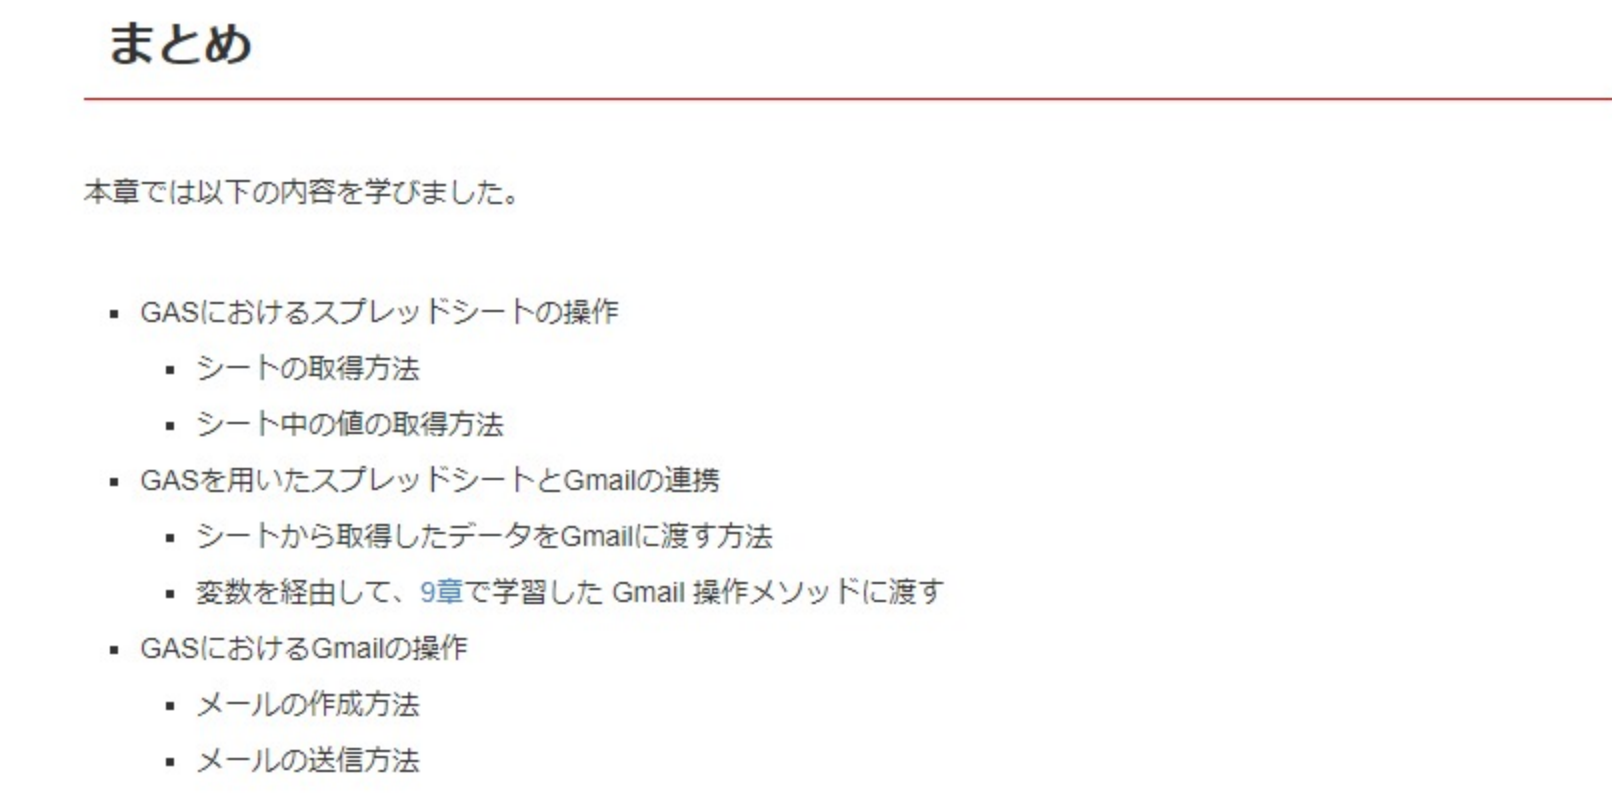 まとめ
本章では以下の内容を学びました。
GASにおけるスプレッドシートの操作
シートの取得方法
シート中の値の取得方法
GASを用いたスプレッドシートとGmailの連携
シートから取得したデータをGmailに渡す方法
変数を経由して、9章で学習した Gmail 操作メソッドに渡す
GASにおけるGmailの操作
メールの作成方法
メールの送信方法